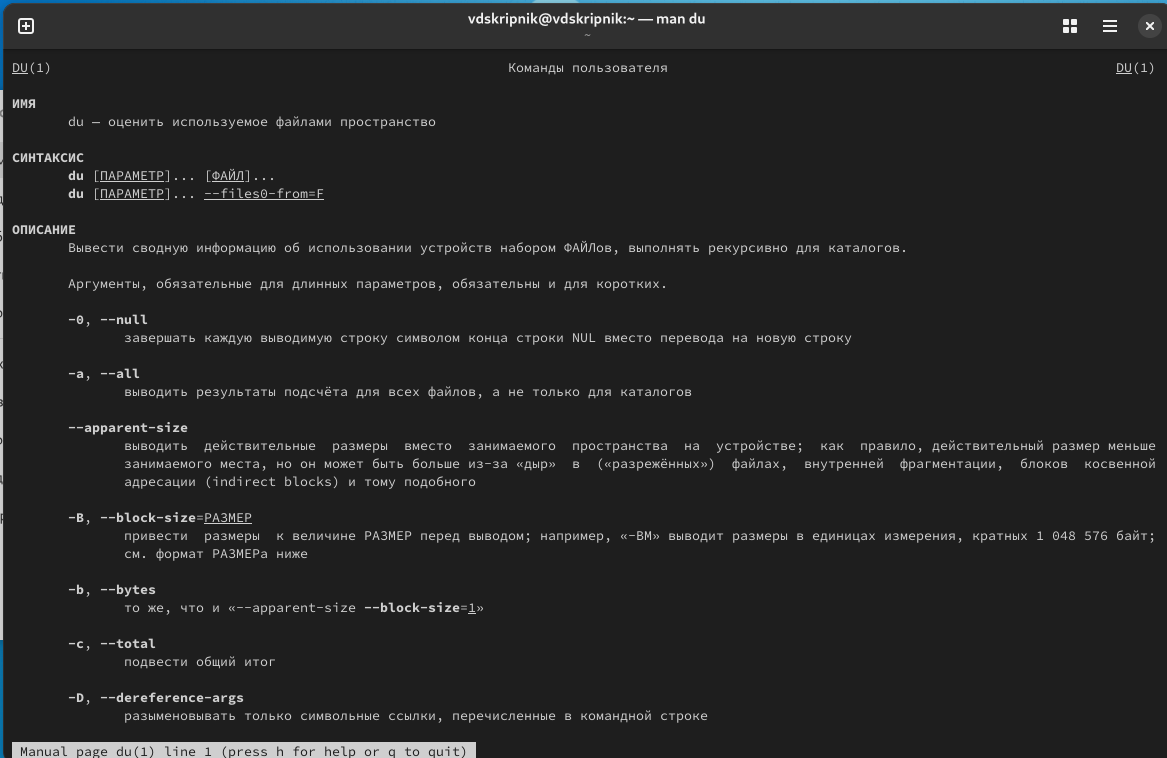 vdskripnik@vdskripnik:~ — man du
~
DU(1) Команды пользователя DU(1)
ИМЯ
du — оценить используемое файлами пространство
СИНТАКСИС
du [ПАРАМЕТР]... [ФАЙЛ]...
du [ПАРАМЕТР]... --files0-from=F
ОПИСАНИЕ
Вывести сводную информацию об использовании устройств набором ФАЙЛов, выполнять рекурсивно для каталогов.
Аргументы, обязательные для длинных параметров, обязательны и для коротких.
-0, --null
завершать каждую выводимую строку символом конца строки NUL вместо перевода на новую строку
-a, --all
выводить результаты подсчёта для всех файлов, а не только для каталогов
--apparent-size
выводить действительные размеры вместо занимаемого пространства на устройстве; как правило, действительный размер меньше
занимаемого места, но он может быть больше из-за «дыр» в («разрежённых») файлах, внутренней фрагментации, блоков косвенной
адресации (indirect blocks) и тому подобного
-B, --block-size=РАЗМЕР
привести размеры к величине РАЗМЕР перед выводом; например, «-BM» выводит размеры в единицах измерения, кратных 1 048 576 байт;
см. формат РАЗМЕРа ниже
-b, --bytes
то же, что и «--apparent-size --block-size=1»
-c, --total
подвести общий итог
-D, --dereference-args
разыменовывать только символьные ссылки, перечисленные в командной строке
Manual page du(1) line 1 (press h for help or q to quit)